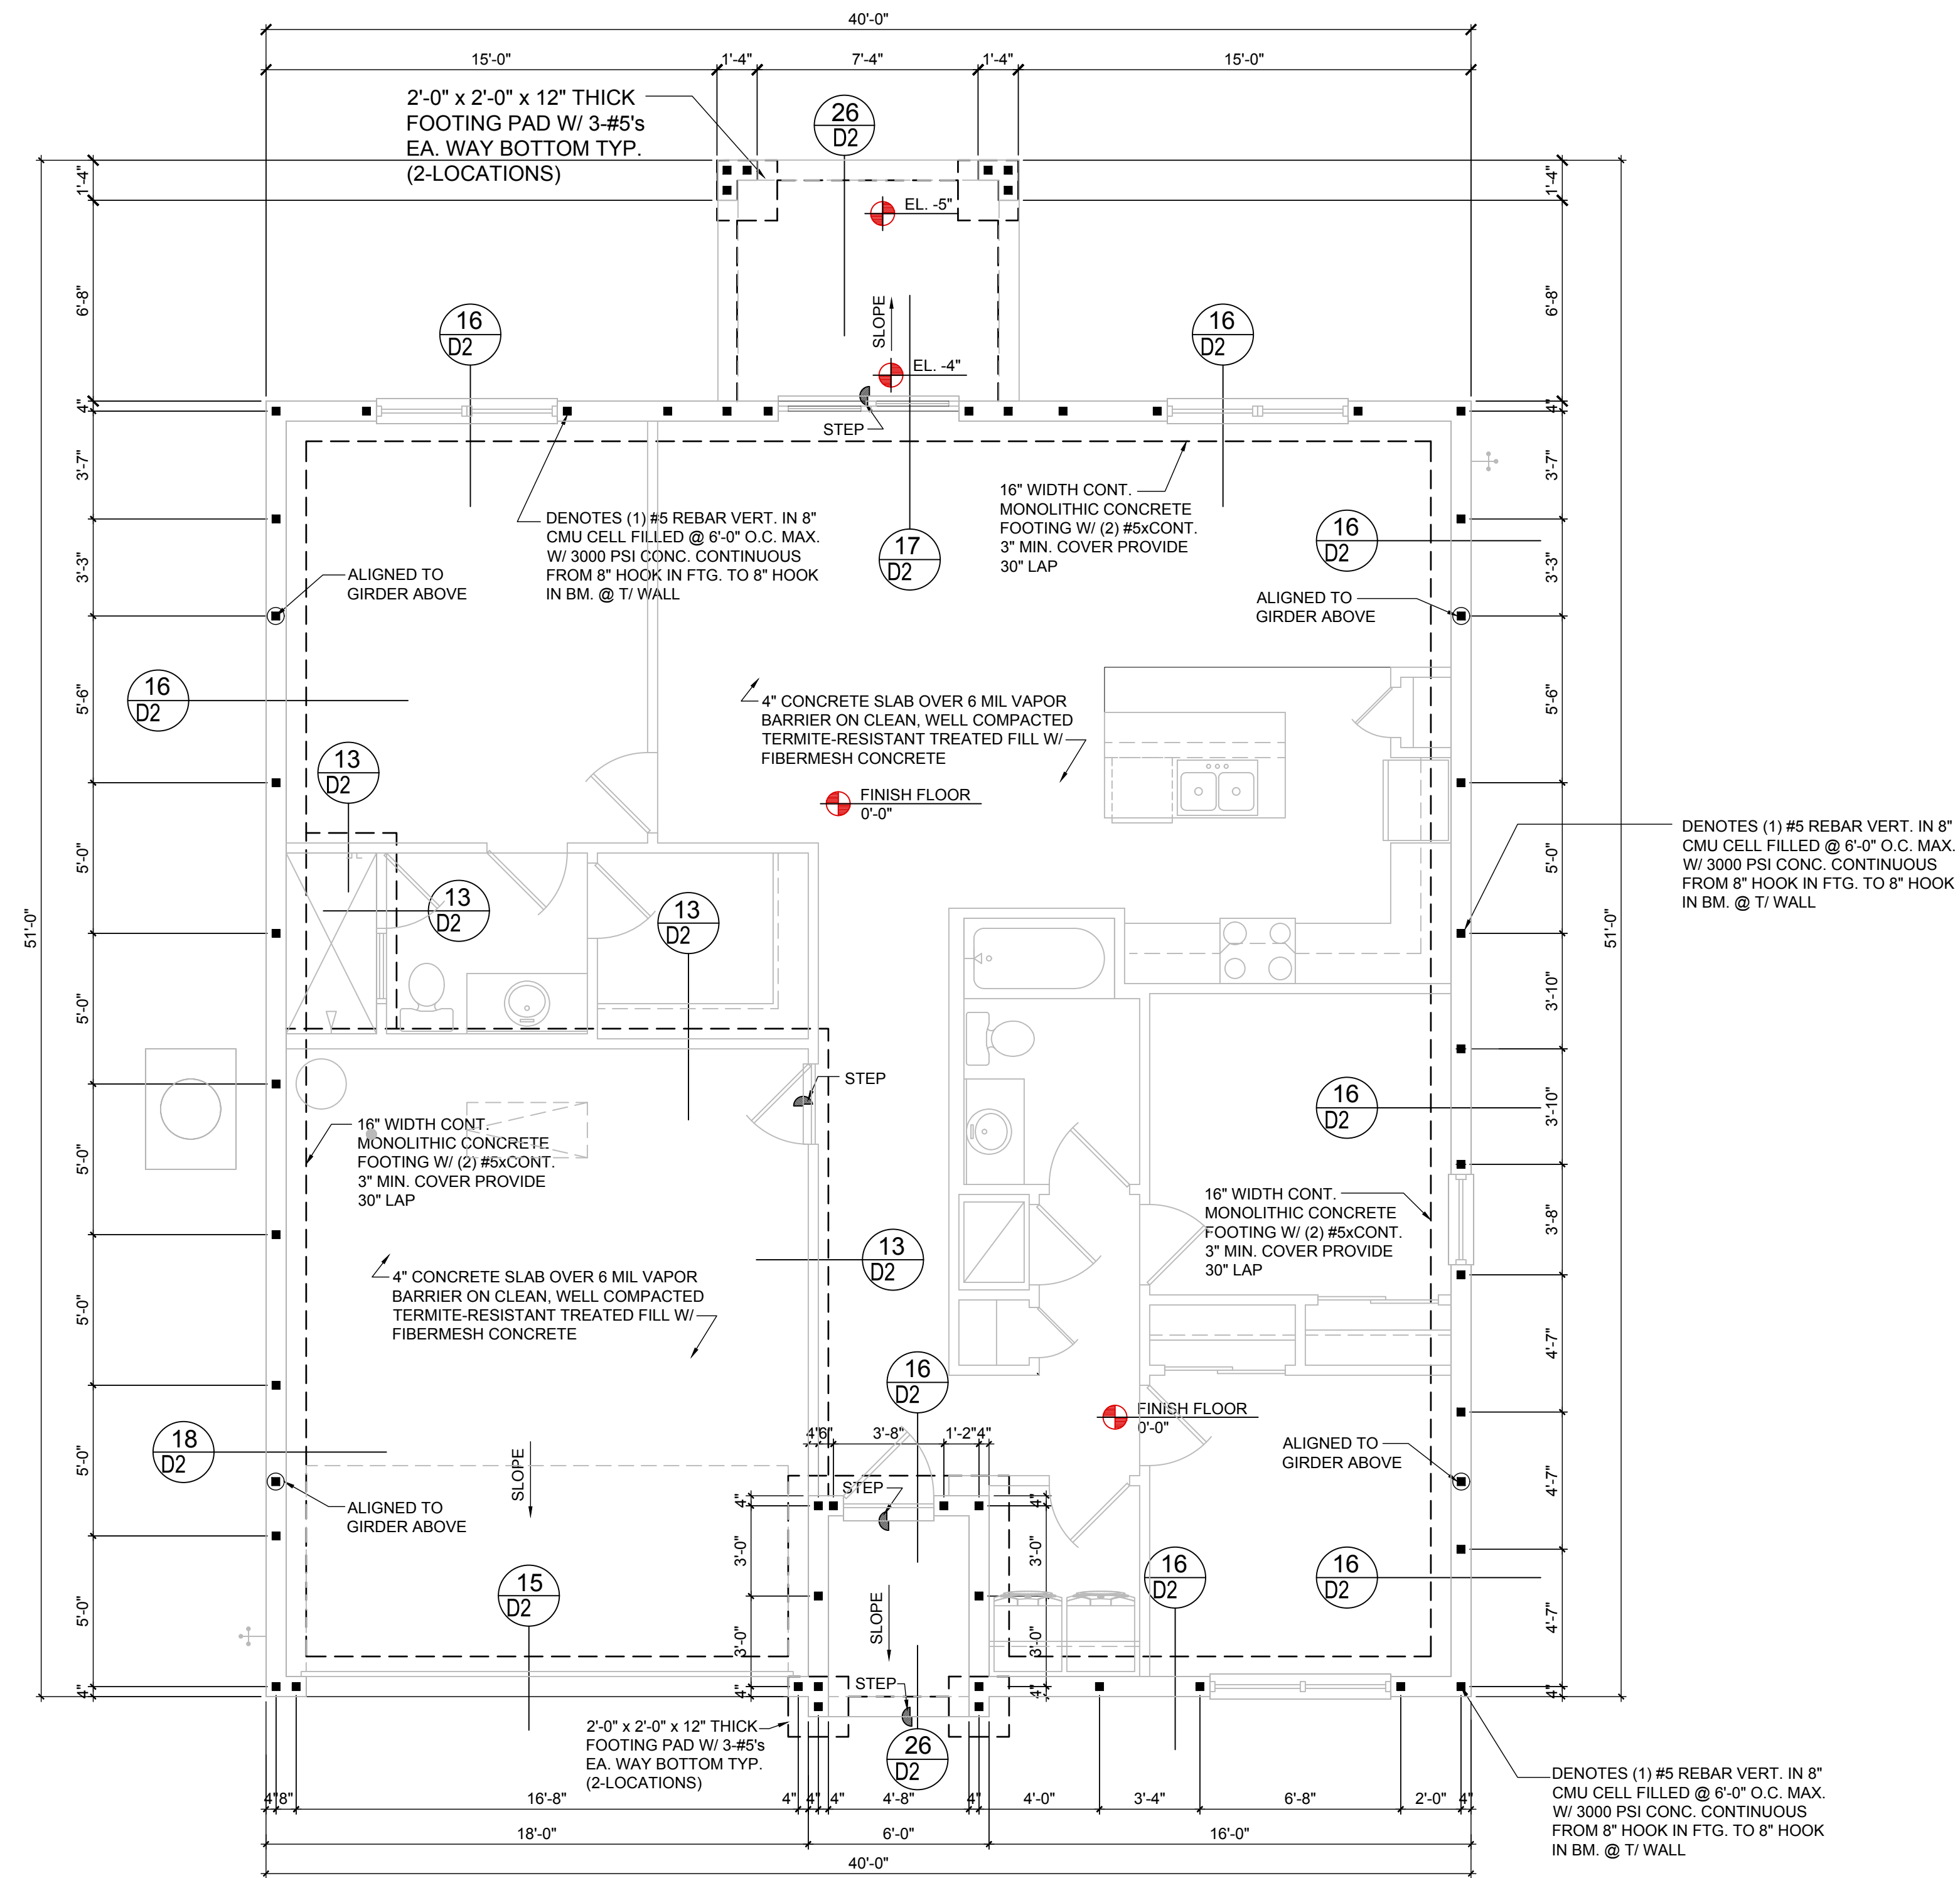 40'-0"
15'-0"
1'-4"
7'-4"
1'-4"
15'-0"
2'-0" x 2'-0" x 12" THICK
FOOTING PAD W/ 3-#5's
EA. WAY BOTTOM TYP.
(2-LOCATIONS)
26
D2
1'-4"
1'-4"
EL. -5"
6'-8"
6'-8"
SLOPE
16
D2
16
D2
EL. -4"
4"
4"
STEP
3'-7"
3'-7"
16" WIDTH CONT.
MONOLITHIC CONCRETE
FOOTING W/ (2) #5xCONT.
3" MIN. COVER PROVIDE
30" LAP
DENOTES (1) #5 REBAR VERT. IN 8"
CMU CELL FILLED @ 6'-0" O.C. MAX.
W/ 3000 PSI CONC. CONTINUOUS
FROM 8" HOOK IN FTG. TO 8" HOOK
IN BM. @ T/ WALL
17
D2
16
D2
3'-3"
3'-3"
ALIGNED TO
GIRDER ABOVE
ALIGNED TO
GIRDER ABOVE
16
D2
5'-6"
5'-6"
4" CONCRETE SLAB OVER 6 MIL VAPOR
BARRIER ON CLEAN, WELL COMPACTED
TERMITE-RESISTANT TREATED FILL W/
FIBERMESH CONCRETE
13
D2
FINISH FLOOR
0'-0"
DENOTES (1) #5 REBAR VERT. IN 8"
CMU CELL FILLED @ 6'-0" O.C. MAX.
W/ 3000 PSI CONC. CONTINUOUS
FROM 8" HOOK IN FTG. TO 8" HOOK
IN BM. @ T/ WALL
5'-0"
5'-0"
13
D2
13
D2
51'-0"
51'-0"
5'-0"
3'-10"
STEP
16
D2
3'-10"
16" WIDTH CONT.
MONOLITHIC CONCRETE
FOOTING W/ (2) #5xCONT.
3" MIN. COVER PROVIDE
30" LAP
5'-0"
16" WIDTH CONT.
MONOLITHIC CONCRETE
FOOTING W/ (2) #5xCONT.
3" MIN. COVER PROVIDE
30" LAP
3'-8"
13
D2
4" CONCRETE SLAB OVER 6 MIL VAPOR
BARRIER ON CLEAN, WELL COMPACTED
TERMITE-RESISTANT TREATED FILL W/
FIBERMESH CONCRETE
5'-0"
4'-7"
16
D2
FINISH FLOOR
0'-0"
4"
6"
3'-8"
1'-2"
4"
18
D2
5'-0"
SLOPE
ALIGNED TO
GIRDER ABOVE
4'-7"
STEP
4"
4"
ALIGNED TO
GIRDER ABOVE
3'-0"
3'-0"
15
D2
16
D2
16
D2
5'-0"
SLOPE
3'-0"
3'-0"
4'-7"
STEP
4"
4"
4"
4"
2'-0" x 2'-0" x 12" THICK
FOOTING PAD W/ 3-#5's
EA. WAY BOTTOM TYP.
(2-LOCATIONS)
26
D2
DENOTES (1) #5 REBAR VERT. IN 8"
CMU CELL FILLED @ 6'-0" O.C. MAX.
W/ 3000 PSI CONC. CONTINUOUS
FROM 8" HOOK IN FTG. TO 8" HOOK
IN BM. @ T/ WALL
4"
8"
16'-8"
4"
4"
4"
4'-8"
4"
4'-0"
3'-4"
6'-8"
2'-0"
4"
18'-0"
6'-0"
16'-0"
40'-0"